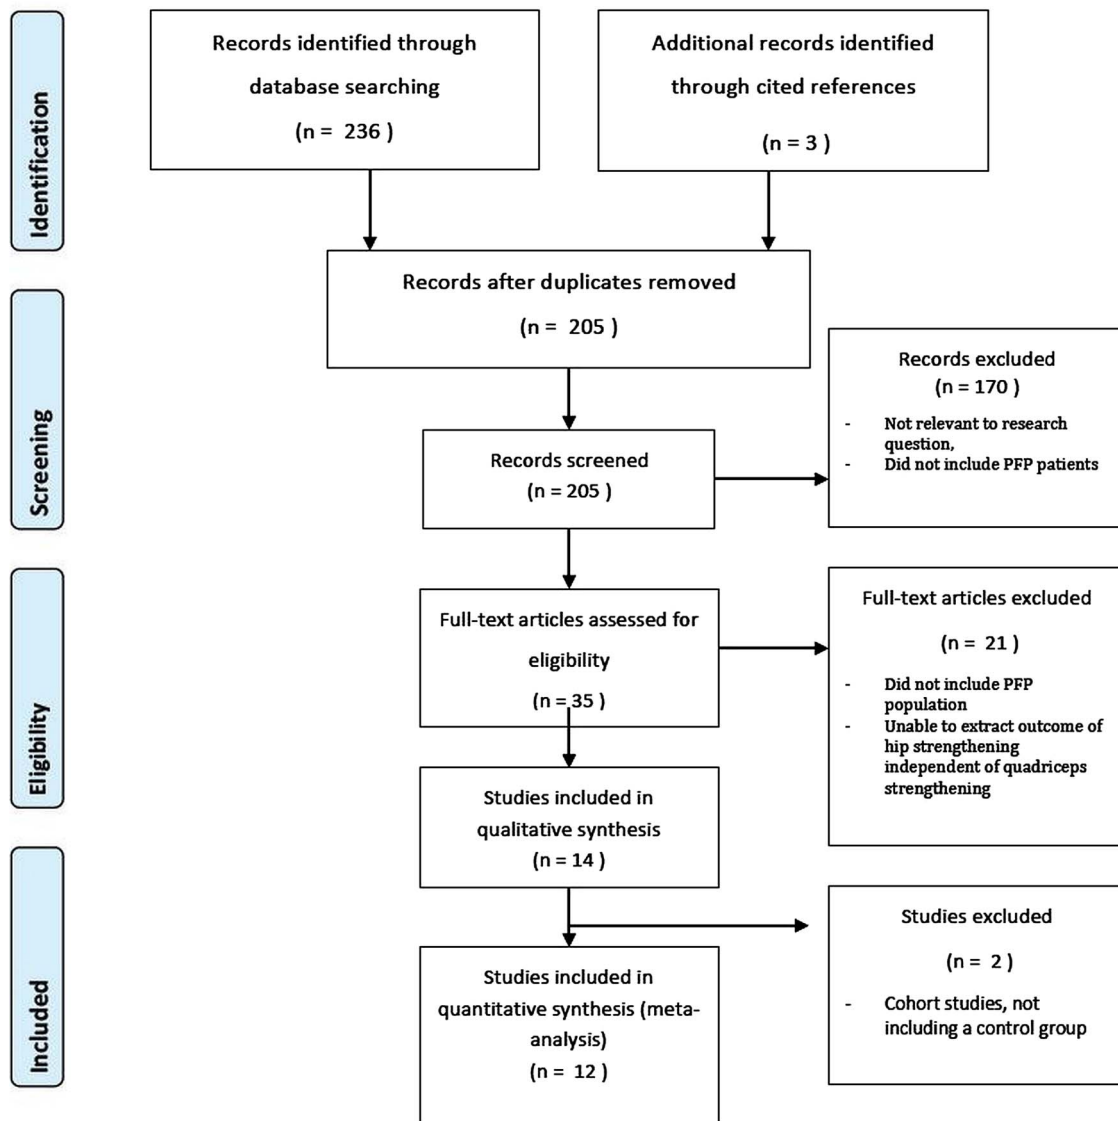 Identification
Records identified through
database searching
(n = 236 )
Additional records identified
through cited references
(n = 3 )
Records after duplicates removed
(n = 205 )
Screening
Records screened
(n = 205 )
Records excluded
(n = 170 )
- Not relevant to research
question,
- Did not include PFP patients
Eligibility
Full-text articles assessed for
eligibility
(n = 35 )
Full-text articles excluded
(n = 21 )
- Did not include PFP
population
- Unable to extract outcome of
hip strengthening
independent of quadriceps
strengthening
Studies included in
qualitative synthesis
(n = 14 )
Included
Studies excluded
(n = 2 )
- Cohort studies, not
including a control group
Studies included in
quantitative synthesis (meta-
analysis)
(n = 12 )